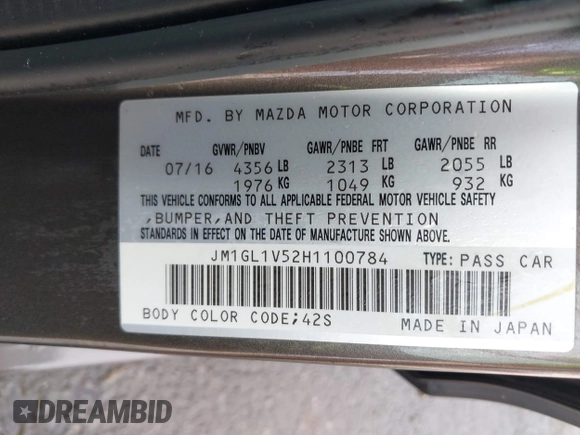 MFD. BY MAZDA MOTOR CORPORATION
DATE GVWR/PNBV GAWR/PNBE FRT GAWR/PNBE RR
07/16 4356 LB 2313 LB 2055 LB
1976 KG 1049 KG 932 KG
THIS VEHICLE CONFORMS TO ALL APPLICABLE FEDERAL MOTOR VEHICLE SAFETY
,BUMPER,AND THEFT PREVENTION
STANDARDS IN EFFECT ON THE DATE OF MANUFACTURE SHOWN ABOVE.
JM1GL1V52H1100784 TYPE: PASS CAR
BODY COLOR CODE;42S MADE IN JAPAN
DREAMBID